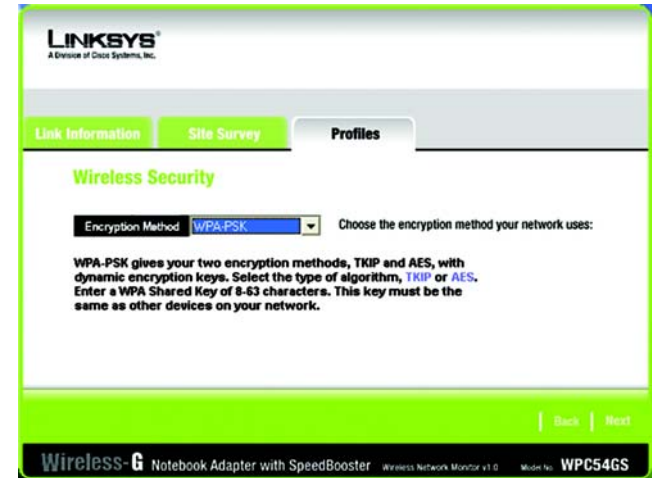 LINKSYS®
A Division of Cisco Systems, Inc.
Link Information
Site Survey
Profiles
Wireless Security
Encryption Method WPA-PSK Choose the encryption method your network uses:
WPA-PSK gives your two encryption methods, TKIP and AES, with
dynamic encryption keys. Select the type of algorithm, TKIP or AES.
Enter a WPA Shared Key of 8-63 characters. This key must be the
same as other devices on your network.
Back Next
Wireless-G Notebook Adapter with SpeedBooster Wireless Network Monitor v1.0 Model No. WPC54GS